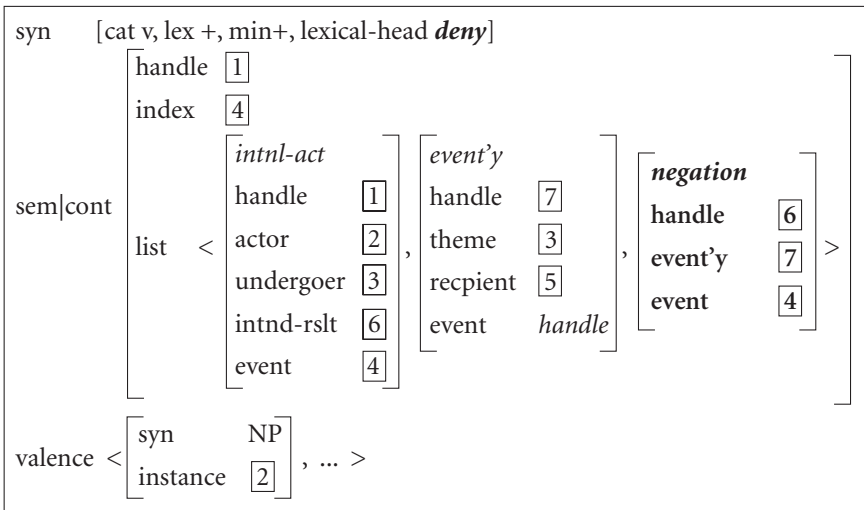 syn [cat v, lex +, min+, lexical-head deny]
handle 1
index 4
sem|cont list < intnl-act handle 1 actor 2 undergoer 3 intnd-rslt 6 event 4 , event’y handle 7 theme 3 recpient 5 event handle , negation handle 6 event’y 7 event 4 >
valence < syn NP instance 2 , ... >